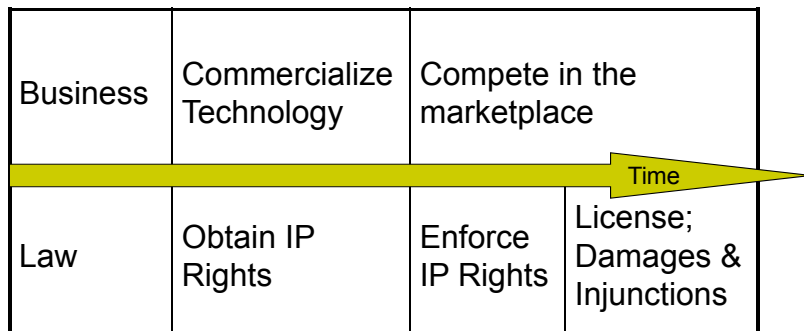 Business
Commercialize
Technology
Compete in the
marketplace
Time
Law
Obtain IP
Rights
Enforce
IP Rights
License;
Damages &
Injunctions